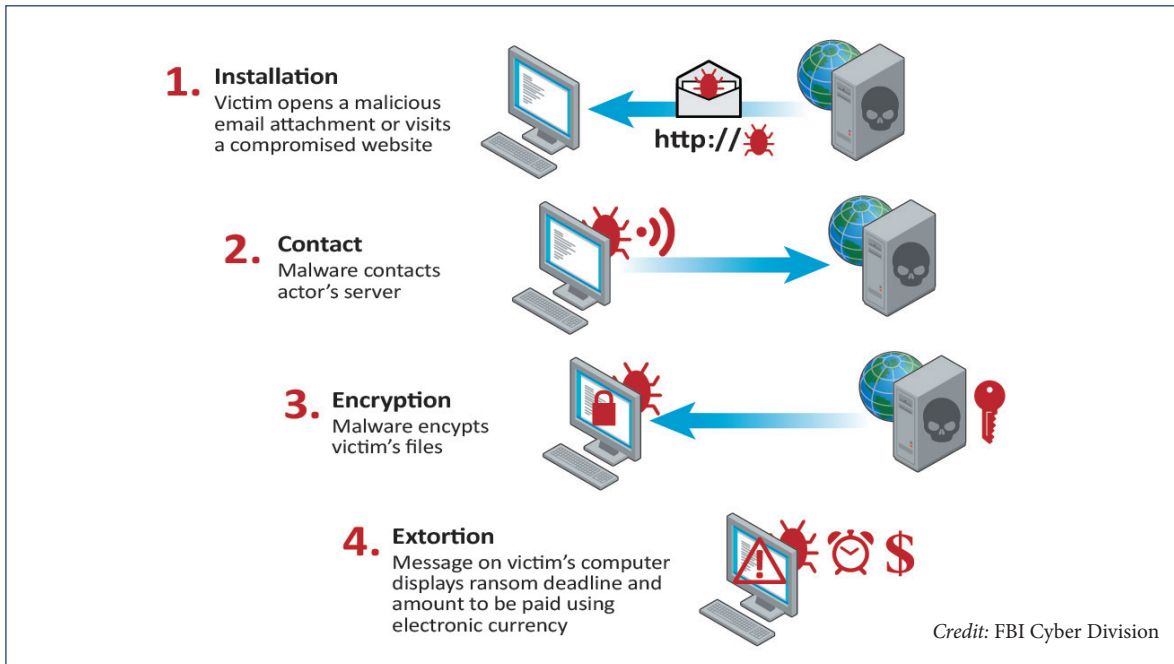 1. Installation
Victim opens a malicious
email attachment or visits
a compromised website
http://
2. Contact
Malware contacts
actor's server
3. Encryption
Malware encypts
victim's files
4. Extortion
Message on victim's computer
displays ransom deadline and
amount to be paid using
electronic currency
$
Credit: FBI Cyber Division